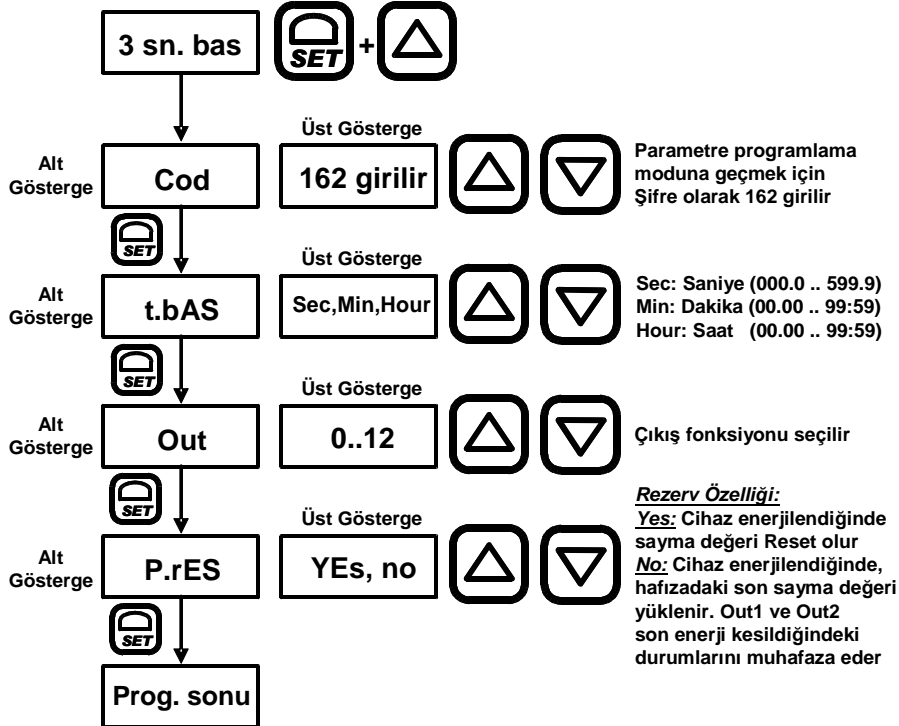 3 sn. bas
SET
+
Üst Gösterge
Alt
Gösterge
Cod
162 girilir
Parametre programlama
moduna geçmek için
Şifre olarak 162 girilir
SET
Üst Gösterge
Alt
Gösterge
t.bAS
Sec,Min,Hour
Sec: Saniye (000.0 .. 599.9)
Min: Dakika (00.00 .. 99:59)
Hour: Saat (00.00 .. 99:59)
SET
Üst Gösterge
Alt
Gösterge
Out
0..12
Çıkış fonksiyonu seçilir
SET
Üst Gösterge
Alt
Gösterge
P.rES
YEs, no
Rezerv Özelliği:
Yes: Cihaz enerjilendiğinde
sayma değeri Reset olur
No: Cihaz enerjilendiğinde,
hafızadaki son sayma değeri
yüklenir. Out1 ve Out2
son enerji kesildiğindeki
durumlarını muhafaza eder
SET
Prog. sonu